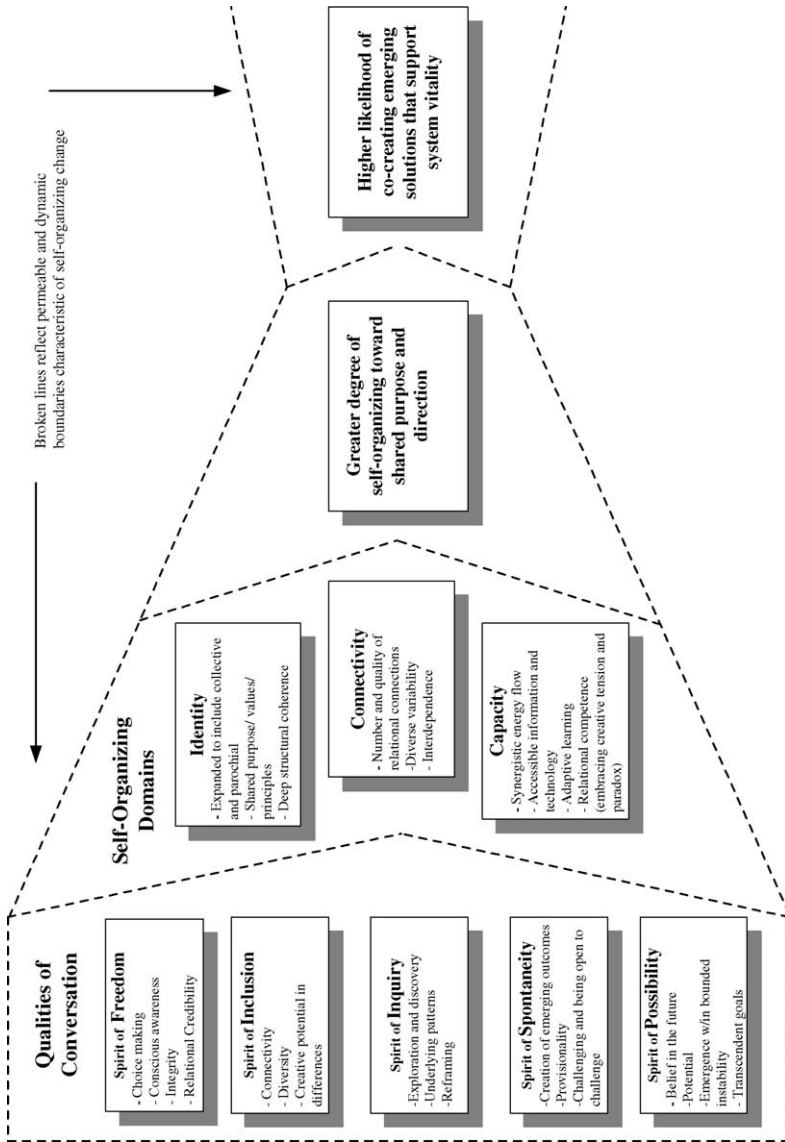 Broken lines reflect permeable and dynamic
boundaries characteristic of self-organizing change
Qualities of
Conversation
Spirit of Freedom
- Choice making
- Conscious awareness
- Integrity
- Relational Credibility
Spirit of Inclusion
- Connectivity
- Diversity
- Creative potential in
differences
Spirit of Inquiry
-Exploration and discovery
-Underlying patterns
-Reframing
Spirit of Spontaneity
-Creation of emerging outcomes
-Provisionality
-Challenging and being open to
challenge
Spirit of Possibility
- Belief in the future
-Potential
-Emergence w/in bounded
instability
- Transcendent goals
Self-Organizing
Domains
Identity
- Expanded to include collective
and parochial
- Shared purpose/ values/
principles
- Deep structural coherence
Connectivity
- Number and quality of
relational connections
-Diverse variability
- Interdependence
Capacity
- Synergistic energy flow
- Accessible information and
technology
- Adaptive learning
- Relational competence
(embracing creative tension and
paradox)
Greater degree of
self-organizing toward
shared purpose and
direction
Higher likelihood of
co-creating emerging
solutions that support
system vitality